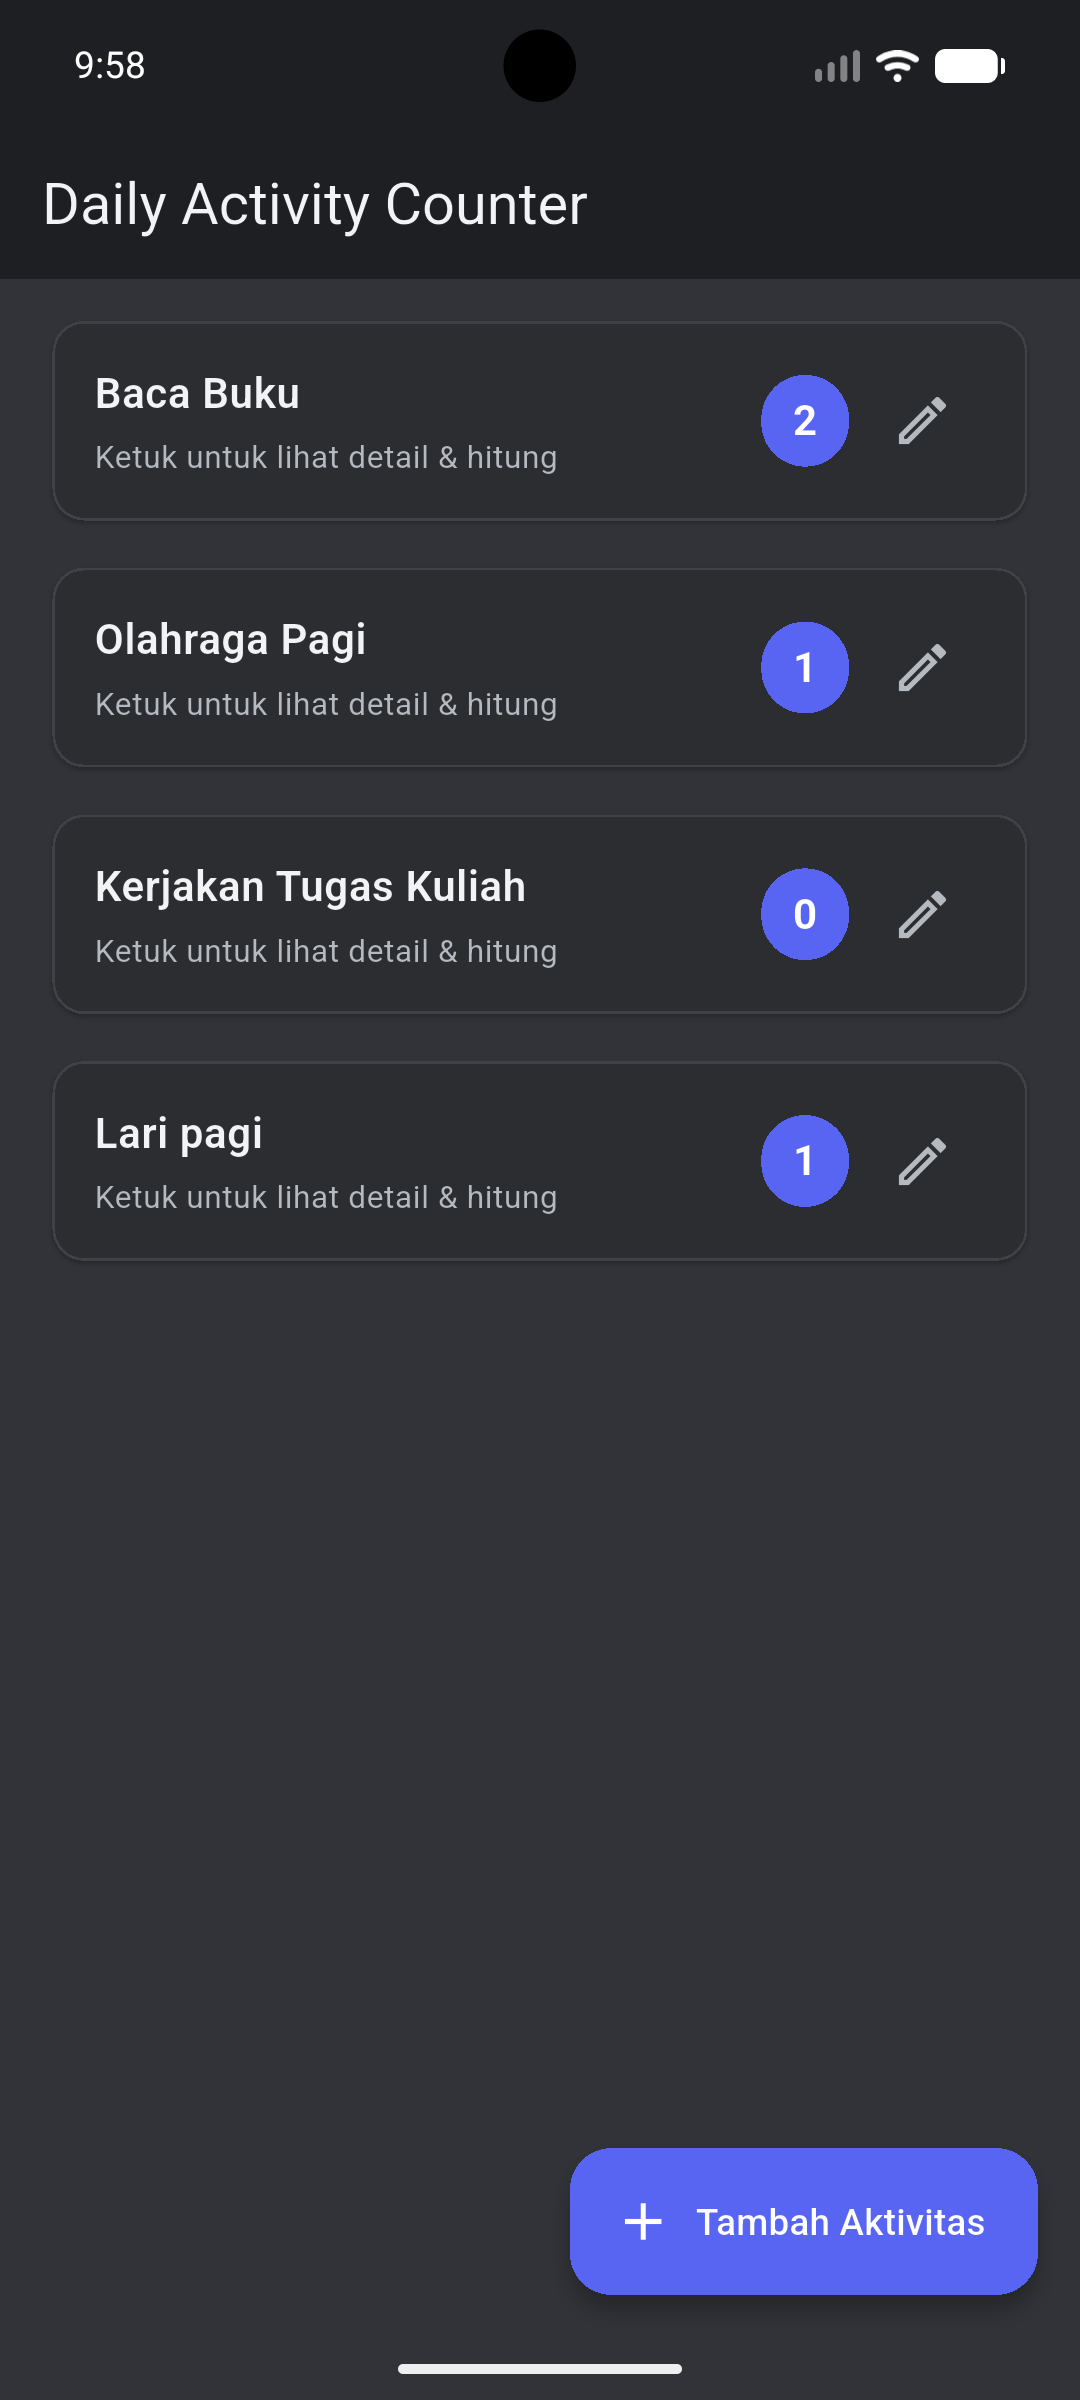 9:58
Daily Activity Counter
Baca Buku
Ketuk untuk lihat detail & hitung
2
Olahraga Pagi
Ketuk untuk lihat detail & hitung
1
Kerjakan Tugas Kuliah
Ketuk untuk lihat detail & hitung
0
Lari pagi
Ketuk untuk lihat detail & hitung
1
Tambah Aktivitas